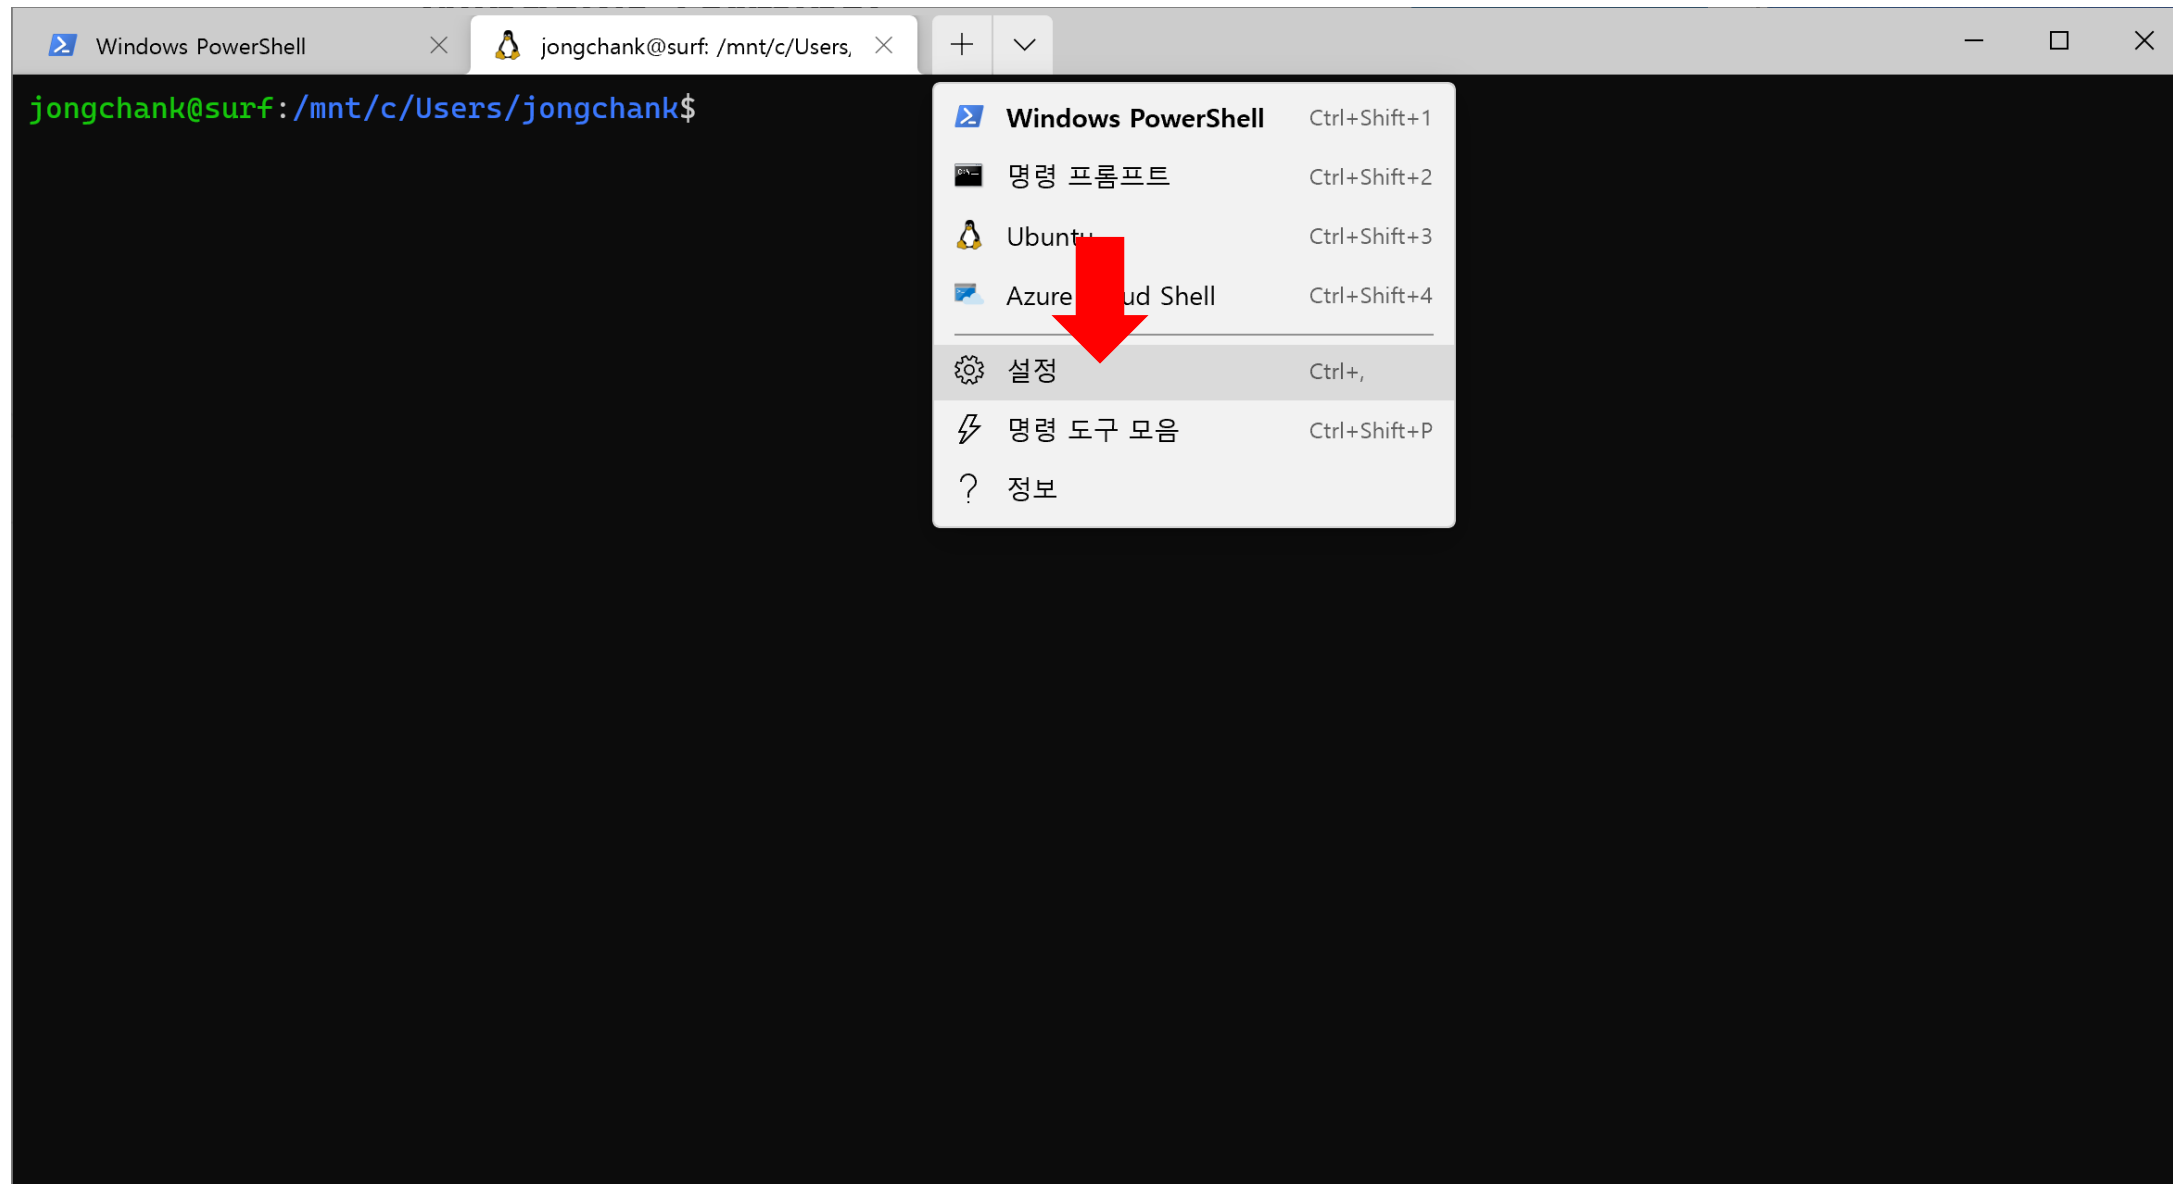 Windows PowerShell
jongchank@surf: /mnt/c/Users,
jongchank@surf:/mnt/c/Users/jongchank$
Windows PowerShell Ctrl+Shift+1
명령 프롬프트 Ctrl+Shift+2
Ubuntu Ctrl+Shift+3
Azure Shell Ctrl+Shift+4
설정 Ctrl+,
명령 도구 모음 Ctrl+Shift+P
정보